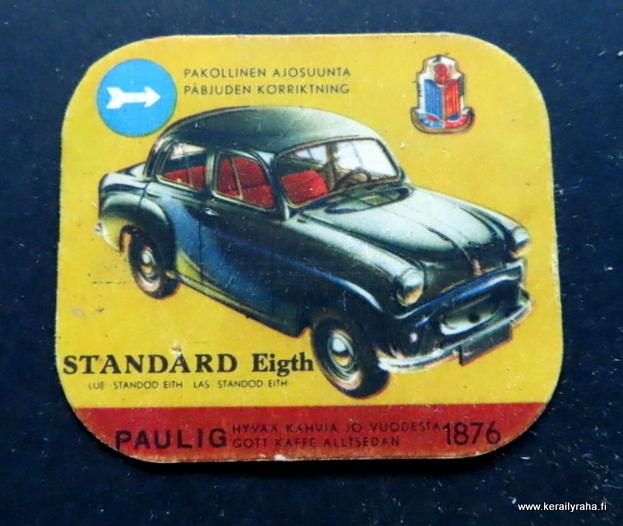 PAKOLLINEN AJOSUUNTA
PÅBJUDEN KÖRRIKTNING
STANDARD Eigth
LUE STANDOD EITH LÄS STANDOD EITH
PAULIG HYVÄÄ KAHVIA JO VUODESTA 1876
GOTT KAFFE ALLTSEDAN
www.kerailyraha.fi